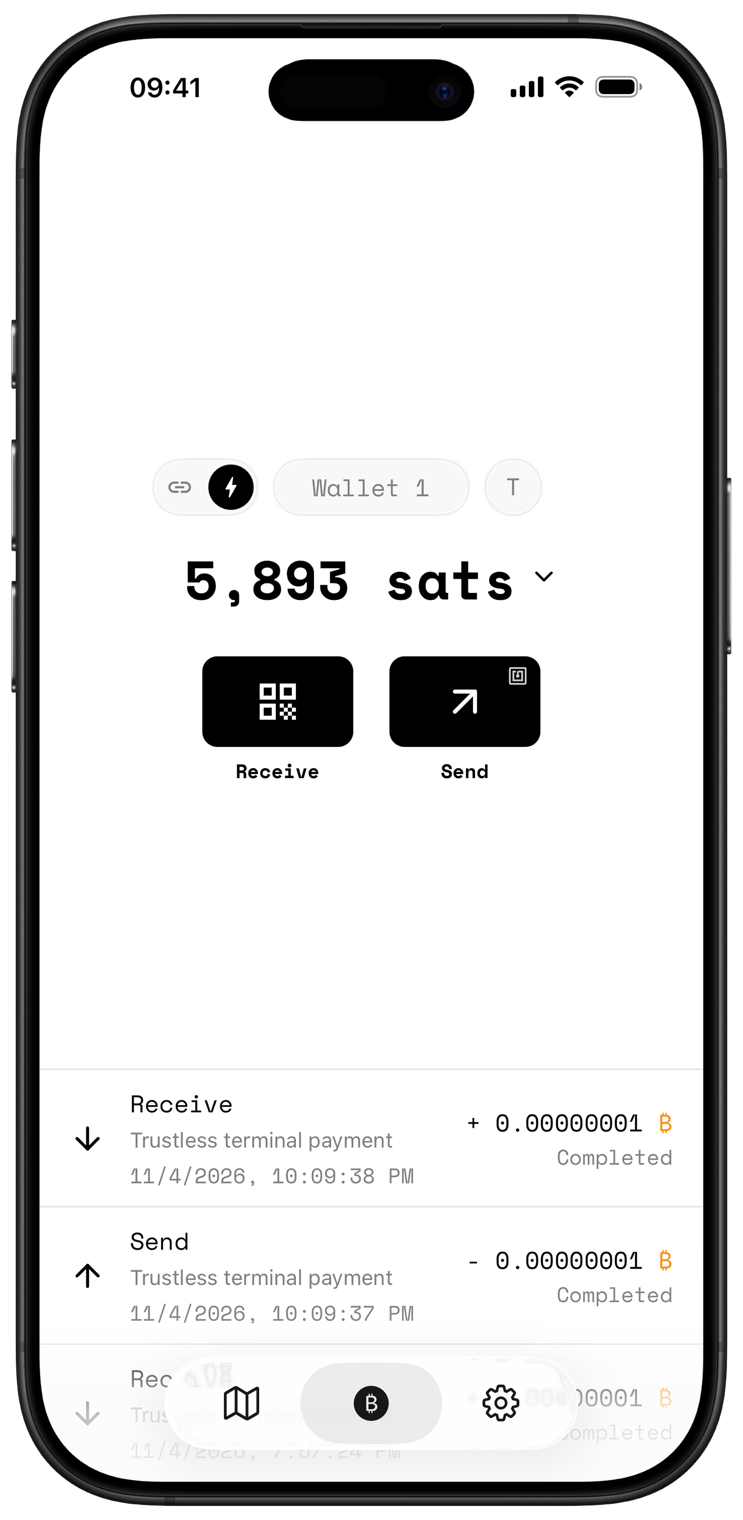 09:41
Wallet 1
T
5,893 sats
Receive
Send
Receive
Trustless terminal payment
11/4/2026, 10:09:38 PM
+ 0.00000001 ₿
Completed
Send
Trustless terminal payment
11/4/2026, 10:09:37 PM
- 0.00000001 ₿
Completed
₿